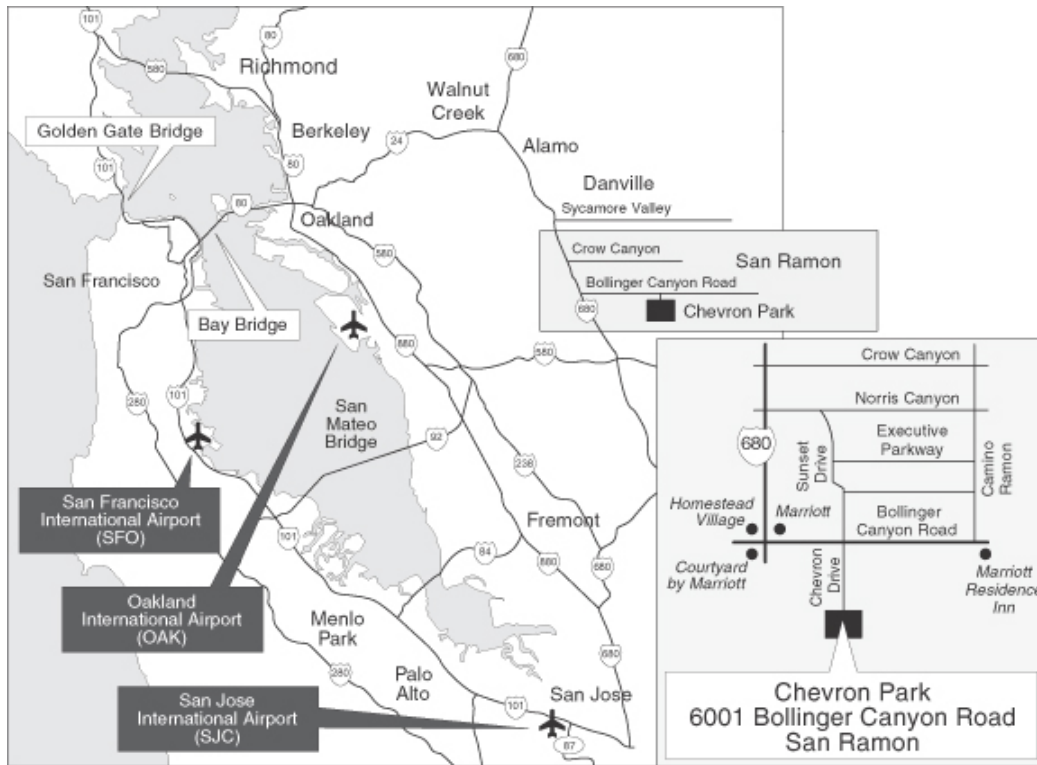 101
80
680
580
Richmond
Walnut
Creek
Golden Gate Bridge
Berkeley
24
Alamo
101
80
Danville
80
Sycamore Valley
Oakland
580
Crow Canyon
San Ramon
San Francisco
Bollinger Canyon Road
680
Chevron Park
Bay Bridge
880
580
101
280
San
Mateo
Bridge
92
238
San Francisco
International Airport
(SFO)
Fremont
101
84
880
680
Oakland
International Airport
(OAK)
Menlo
Park
680
280
Palo
Alto
San Jose
International Airport
(SJC)
101
San Jose
87
Crow Canyon
Norris Canyon
680
Sunset
Drive
Executive
Parkway
Camino
Ramon
Homestead
Village
Marriott
Bollinger
Canyon Road
Courtyard
by Marriott
Chevron
Drive
Marriott
Residence
Inn
Chevron Park
6001 Bollinger Canyon Road
San Ramon